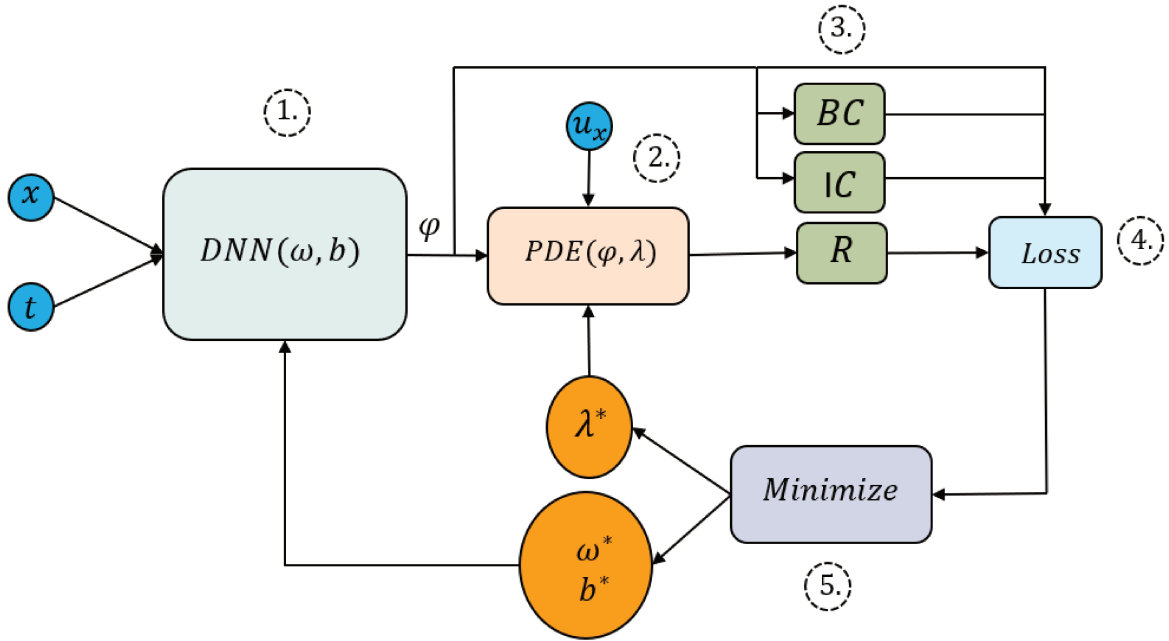 1.
2.
3.
4.
5.
x
t
DNN(ω, b)
φ
u_x
PDE(φ, λ)
BC
IC
R
Loss
λ*
Minimize
ω*
b*